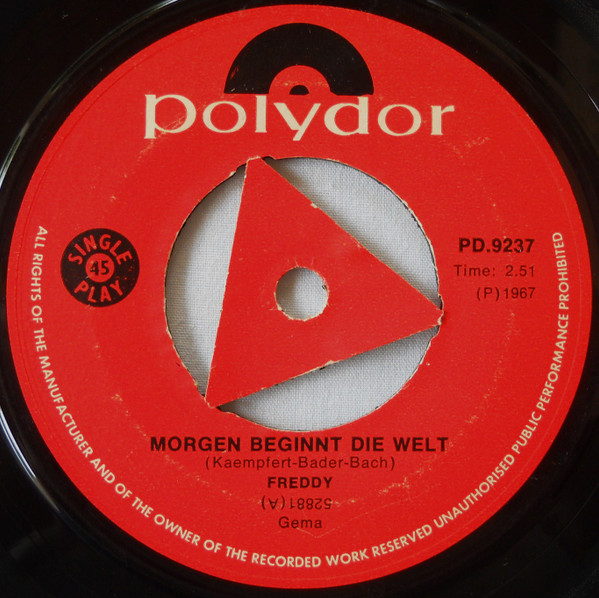 polydor
SINGLE
45
PLAY
PD.9237
Time: 2.51
(P) 1967
MORGEN BEGINNT DIE WELT
(Kaempfert-Bader-Bach)
FREDDY
52881(A)
Gema
ALL RIGHTS OF THE MANUFACTURER AND OF THE OWNER OF THE RECORDED WORK RESERVED UNAUTHORISED PUBLIC PERFORMANCE PROHIBITED